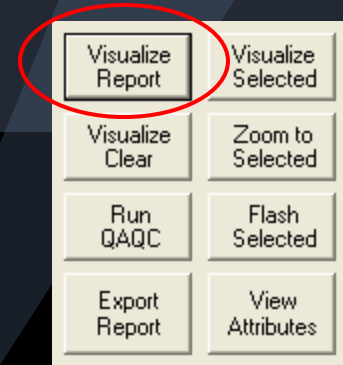 Visualize
Report
Visualize
Selected
Visualize
Clear
Zoom to
Selected
Run
QAQC
Flash
Selected
Export
Report
View
Attributes